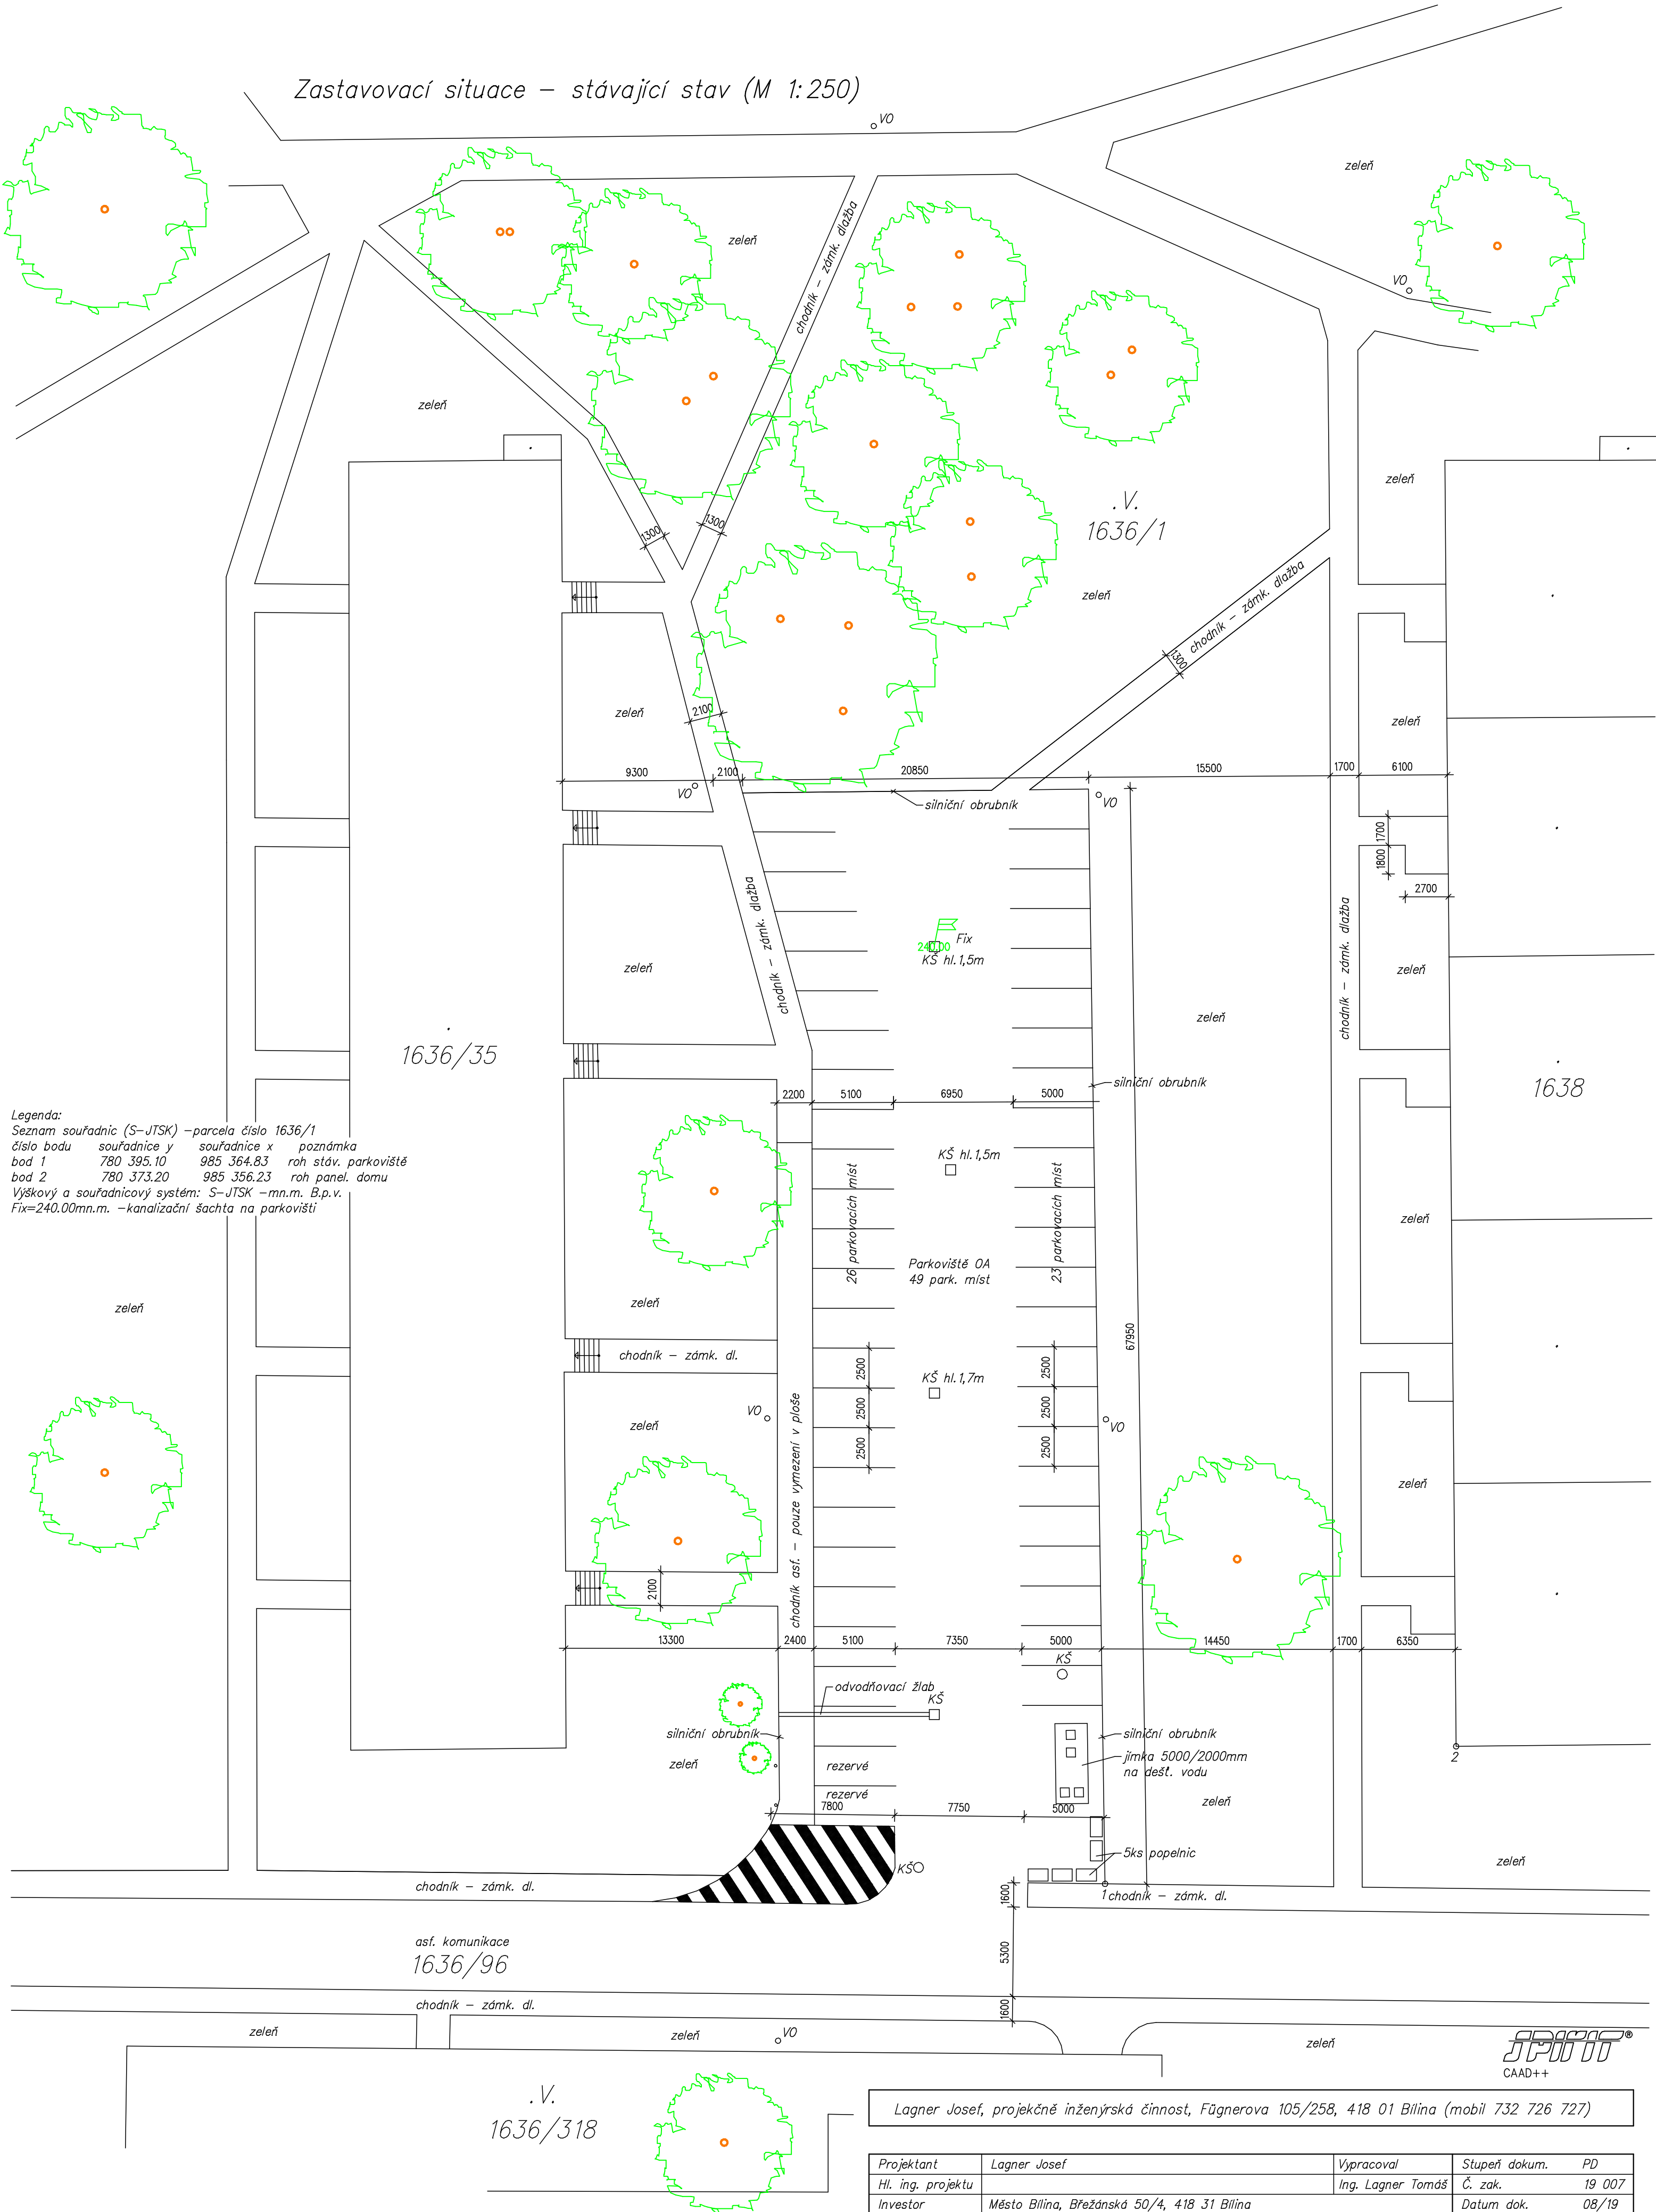 Zastavovací situace – stávající stav (M 1:250)
VO
zeleň
chodník – zámk. dlažba
zeleň
VO
zeleň
zeleň
.V.
1636/1
1300
1300
zeleň
chodník – zámk. dlažba
1300
zeleň
2100
zeleň
9300
2100
20850
15500
1700
6100
VO
silniční obrubník
VO
1700
1800
2700
chodník – zámk. dlažba
chodník – zámk. dlažba
240.00
Fix
KŠ hl.1,5m
zeleň
zeleň
zeleň
1636/35
1638
silniční obrubník
2200
5100
6950
5000
Legenda:
Seznam souřadnic (S-JTSK) –parcela číslo 1636/1
číslo bodu souřadnice y souřadnice x poznámka
bod 1 780 395.10 985 364.83 roh stáv. parkoviště
bod 2 780 373.20 985 356.23 roh panel. domu
Výškový a souřadnicový systém: S-JTSK –mn.m. B.p.v.
Fix=240.00mn.m. –kanalizační šachta na parkovišti
KŠ hl.1,5m
26 parkovacích míst
23 parkovacích míst
Parkoviště OA
49 park. míst
zeleň
zeleň
zeleň
67950
chodník – zámk. dl.
2500
2500
2500
2500
2500
2500
KŠ hl.1,7m
VO
VO
zeleň
zeleň
chodník asf. – pouze vymezení v ploše
2100
13300
2400
5100
7350
5000
14450
1700
6350
KŠ
odvodňovací žlab
KŠ
silniční obrubník
silniční obrubník
zeleň
rezervé
jímka 5000/2000mm
na dešť. vodu
2
rezervé
7800
7750
5000
zeleň
5ks popelnic
KŠ
zeleň
chodník – zámk. dl.
1600
1
chodník – zámk. dl.
asf. komunikace
1636/96
5300
chodník – zámk. dl.
1600
zeleň
zeleň
VO
zeleň
SPIRIT®
CAAD++
.V.
1636/318
Lagner Josef, projekčně inženýrská činnost, Fügnerova 105/258, 418 01 Bílina (mobil 732 726 727)
Projektant Lagner Josef Vypracoval Stupeň dokum. PD
Hl. ing. projektu Ing. Lagner Tomáš Č. zak. 19 007
Investor Město Bílina, Břežánská 50/4, 418 31 Bílina Datum dok. 08/19